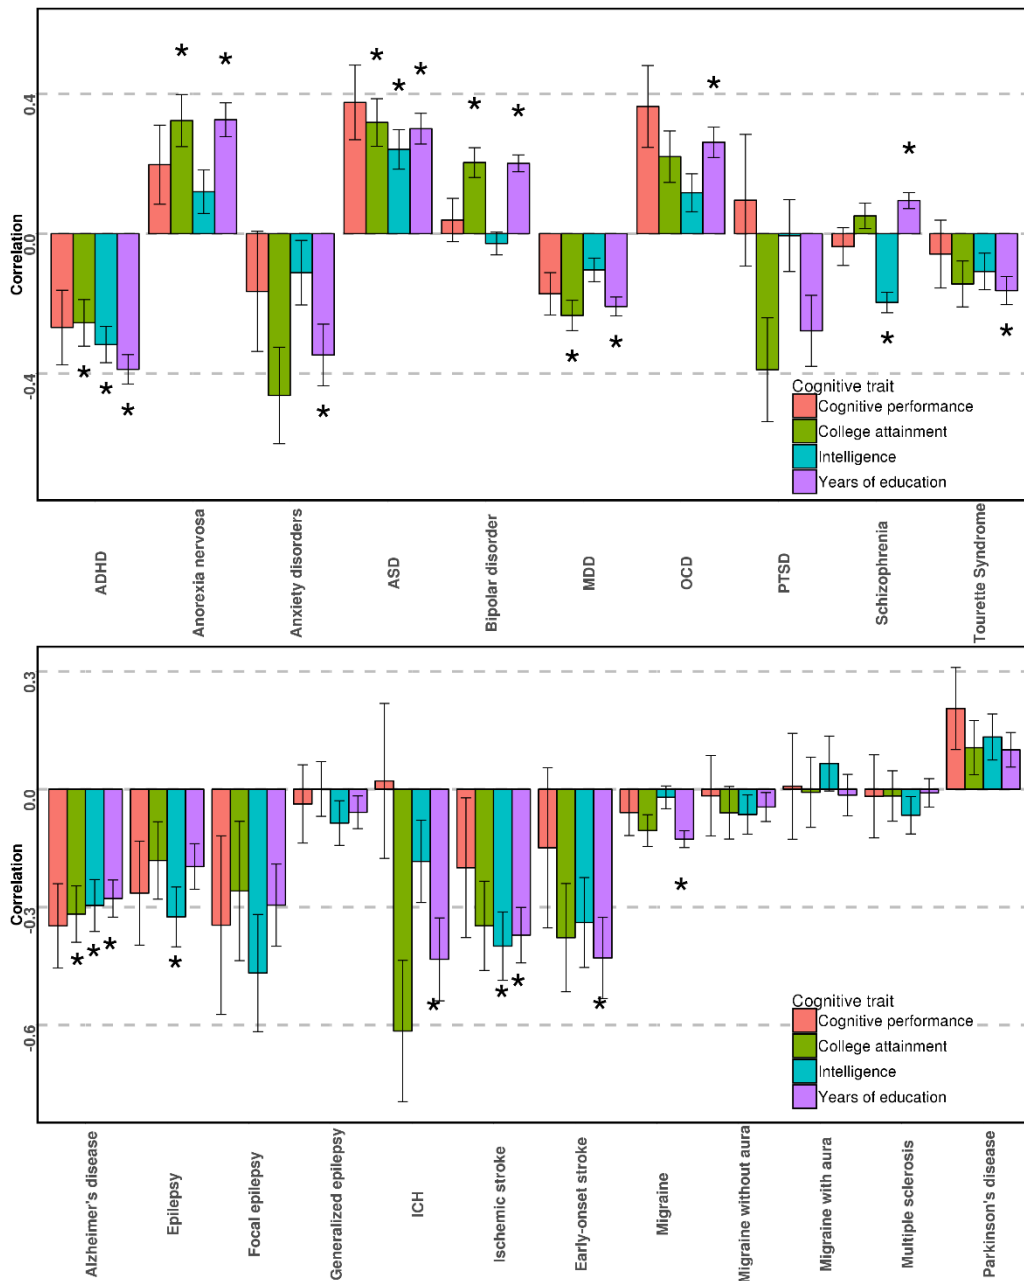 0.4
0.0
-0.4
Correlation
* * * * * * * * * *
* * * * * * * *
Cognitive trait
Cognitive performance
College attainment
Intelligence
Years of education
ADHD
Anorexia nervosa
Anxiety disorders
ASD
Bipolar disorder
MDD
OCD
PTSD
Schizophrenia
Tourette Syndrome
0.3
0.0
-0.3
-0.6
Correlation
* * * * * * * * *
Cognitive trait
Cognitive performance
College attainment
Intelligence
Years of education
Alzheimer's disease
Epilepsy
Focal epilepsy
Generalized epilepsy
ICH
Ischemic stroke
Early-onset stroke
Migraine
Migraine without aura
Migraine with aura
Multiple sclerosis
Parkinson's disease